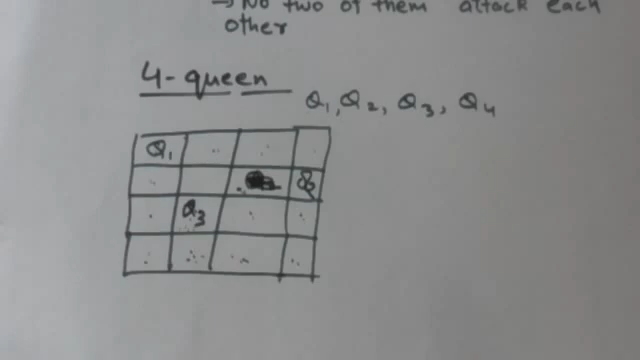 → No two of them attack each
other
4-queen
Q1, Q2, Q3, Q4
Q1
Q3